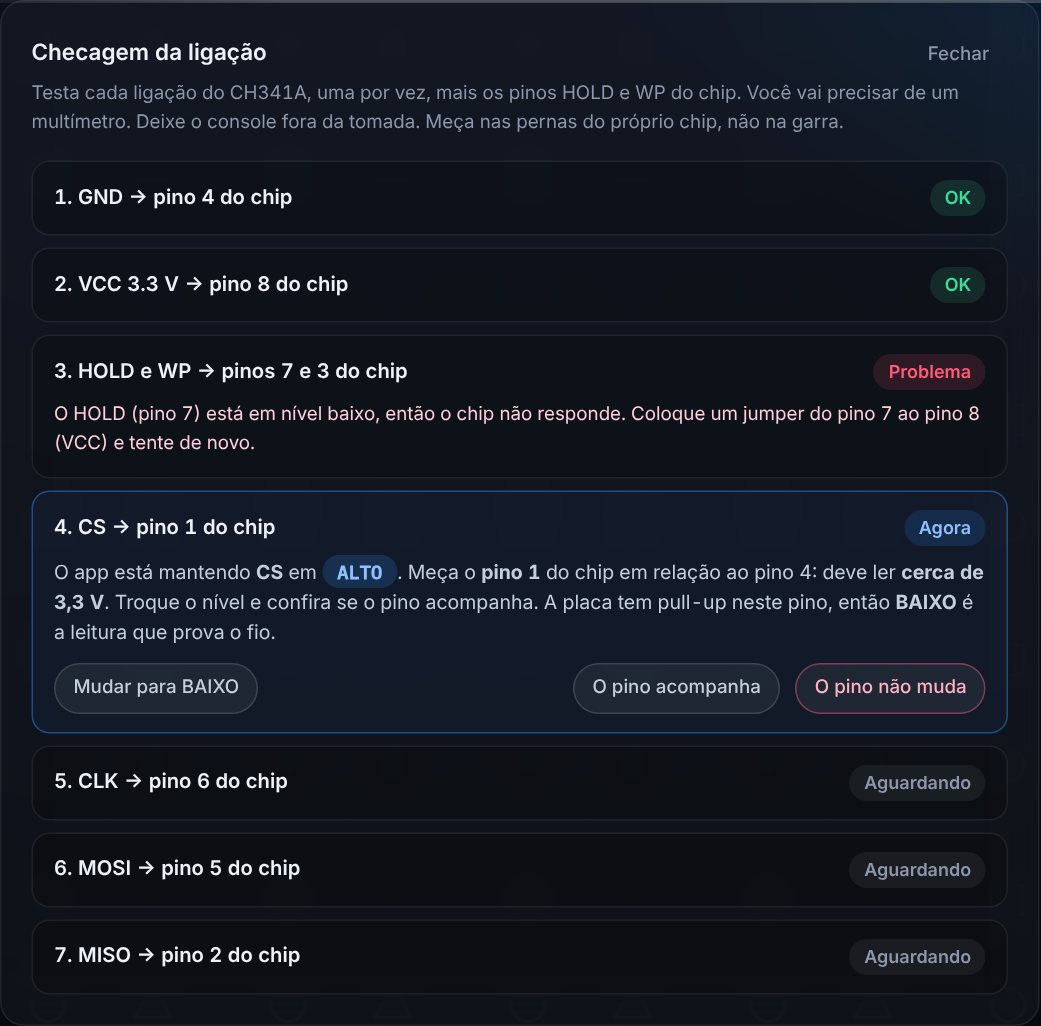 Checagem da ligação
Fechar
Testa cada ligação do CH341A, uma por vez, mais os pinos HOLD e WP do chip. Você vai precisar de um
multímetro. Deixe o console fora da tomada. Meça nas pernas do próprio chip, não na garra.
1. GND → pino 4 do chip
OK
2. VCC 3.3 V → pino 8 do chip
OK
3. HOLD e WP → pinos 7 e 3 do chip
Problema
O HOLD (pino 7) está em nível baixo, então o chip não responde. Coloque um jumper do pino 7 ao pino 8
(VCC) e tente de novo.
4. CS → pino 1 do chip
Agora
O app está mantendo CS em ALTO. Meça o pino 1 do chip em relação ao pino 4: deve ler cerca de
3,3 V. Troque o nível e confira se o pino acompanha. A placa tem pull-up neste pino, então BAIXO é
a leitura que prova o fio.
Mudar para BAIXO
O pino acompanha
O pino não muda
5. CLK → pino 6 do chip
Aguardando
6. MOSI → pino 5 do chip
Aguardando
7. MISO → pino 2 do chip
Aguardando